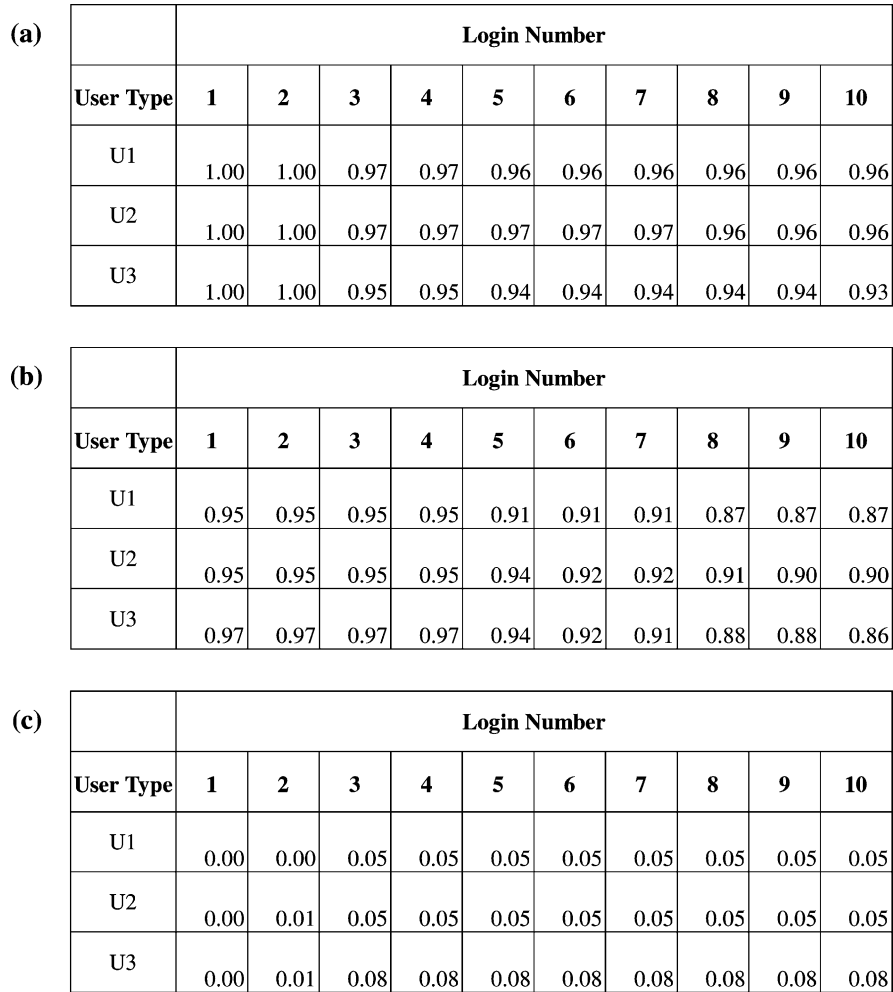 (a)
Login Number
User Type 1 2 3 4 5 6 7 8 9 10
U1 1.00 1.00 0.97 0.97 0.96 0.96 0.96 0.96 0.96 0.96
U2 1.00 1.00 0.97 0.97 0.97 0.97 0.97 0.96 0.96 0.96
U3 1.00 1.00 0.95 0.95 0.94 0.94 0.94 0.94 0.94 0.93
(b)
Login Number
User Type 1 2 3 4 5 6 7 8 9 10
U1 0.95 0.95 0.95 0.95 0.91 0.91 0.91 0.87 0.87 0.87
U2 0.95 0.95 0.95 0.95 0.94 0.92 0.92 0.91 0.90 0.90
U3 0.97 0.97 0.97 0.97 0.94 0.92 0.91 0.88 0.88 0.86
(c)
Login Number
User Type 1 2 3 4 5 6 7 8 9 10
U1 0.00 0.00 0.05 0.05 0.05 0.05 0.05 0.05 0.05 0.05
U2 0.00 0.01 0.05 0.05 0.05 0.05 0.05 0.05 0.05 0.05
U3 0.00 0.01 0.08 0.08 0.08 0.08 0.08 0.08 0.08 0.08